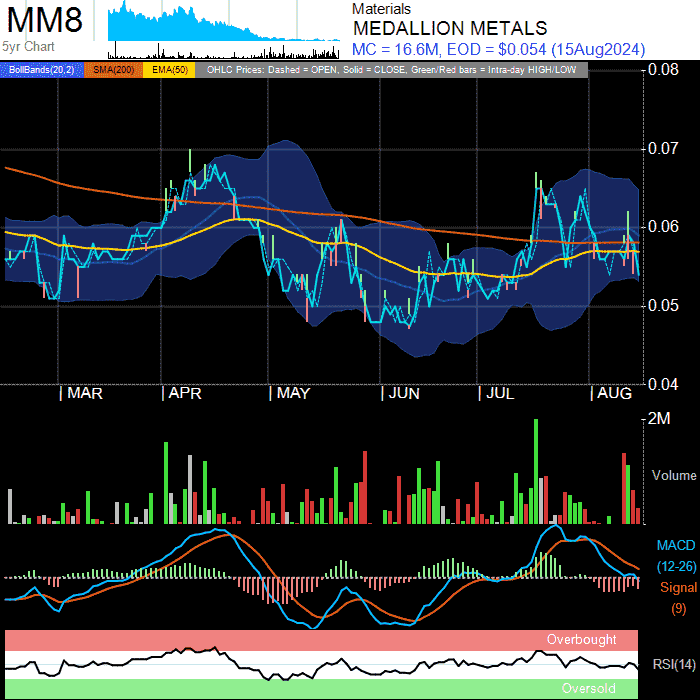 MM8
5yr Chart
Materials
MEDALLION METALS
MC = 16.6M, EOD = $0.054 (15Aug2024)
BollBands(20,2) SMA(200) EMA(50) OHLC Prices: Dashed = OPEN, Solid = CLOSE, Green/Red bars = Intra-day HIGH/LOW
0.08
0.07
0.06
0.05
0.04
MAR APR MAY JUN JUL AUG
2M
Volume
MACD
(12-26)
Signal
(9)
Overbought
RSI(14)
Oversold